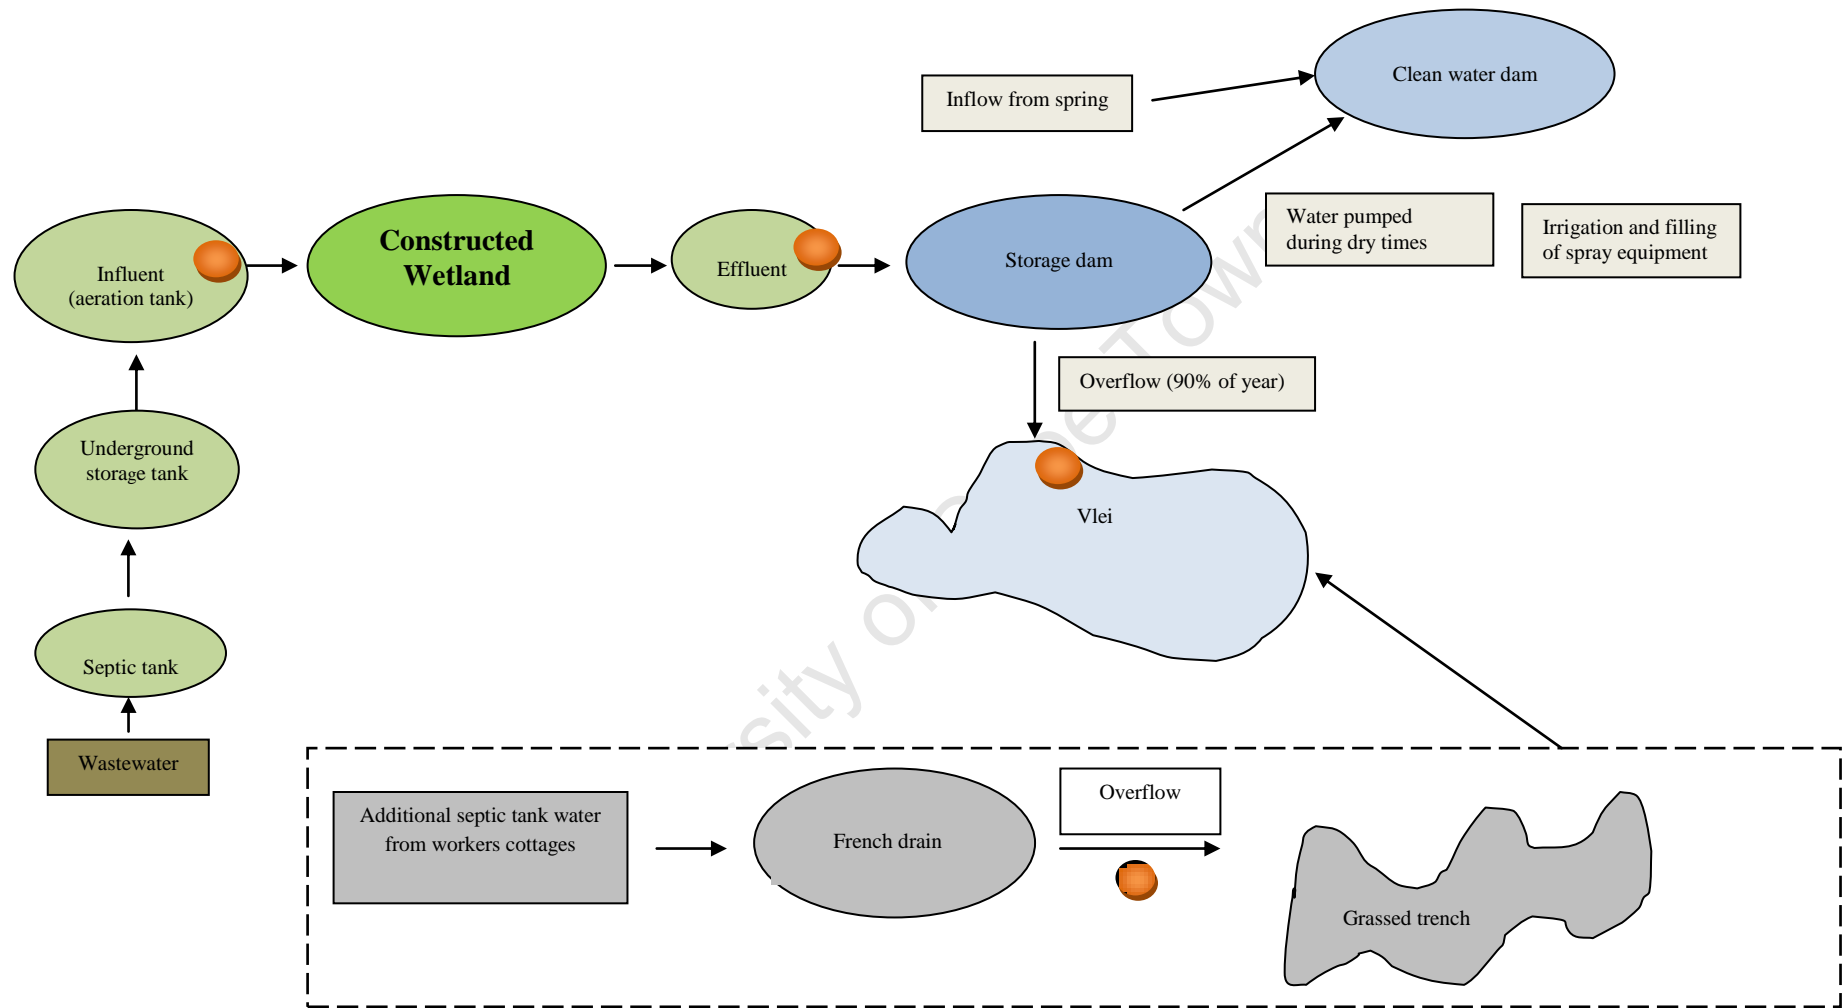 Clean water dam
Inflow from spring
Water pumped
during dry times
Irrigation and filling
of spray equipment
Constructed
Wetland
Influent
(aeration tank)
Effluent
Storage dam
Overflow (90% of year)
Underground
storage tank
Vlei
Septic tank
Wastewater
Additional septic tank water
from workers cottages
French drain
Overflow
Grassed trench